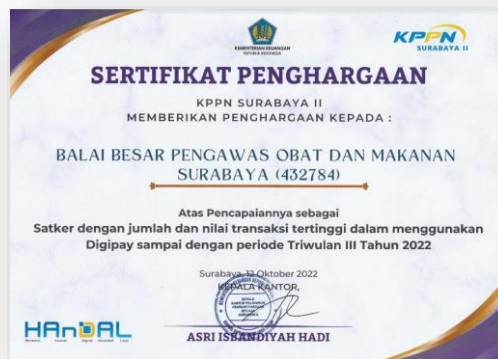 KEMENTERIAN KEUANGAN
REPUBLIK INDONESIA
KPPN
SURABAYA II
SERTIFIKAT PENGHARGAAN
KPPN SURABAYA II
MEMBERIKAN PENGHARGAAN KEPADA :
BALAI BESAR PENGAWAS OBAT DAN MAKANAN
SURABAYA (432784)
Atas Pencapaiannya sebagai
Satker dengan jumlah dan nilai transaksi tertinggi dalam menggunakan
Digipay sampai dengan periode Triwulan III Tahun 2022
Surabaya, 12 Oktober 2022
KEPALA KANTOR,
HAnDAL
ASRI ISBANDIYAH HADI